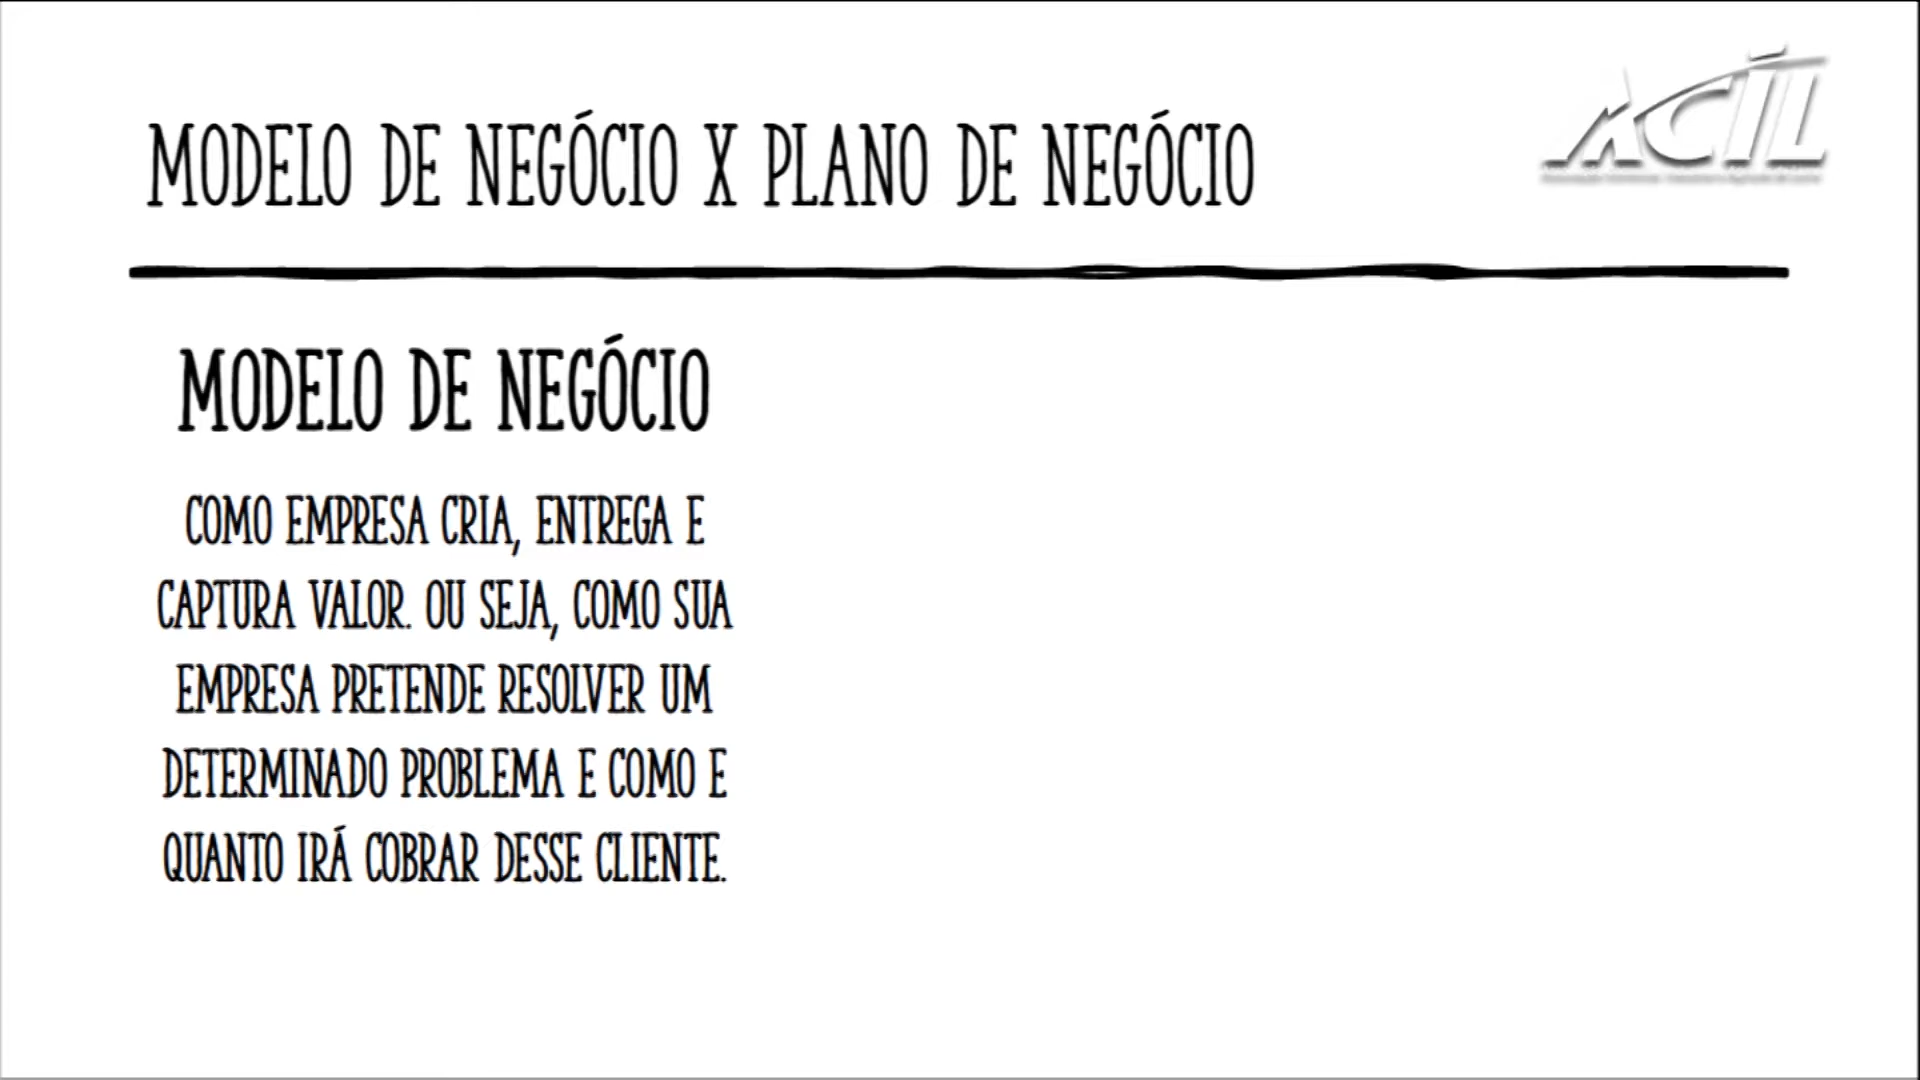 MODELO DE NEGÓCIO X PLANO DE NEGÓCIO
ACIL
MODELO DE NEGÓCIO
COMO EMPRESA CRIA, ENTREGA E
CAPTURA VALOR. OU SEJA, COMO SUA
EMPRESA PRETENDE RESOLVER UM
DETERMINADO PROBLEMA E COMO E
QUANTO IRÁ COBRAR DESSE CLIENTE.